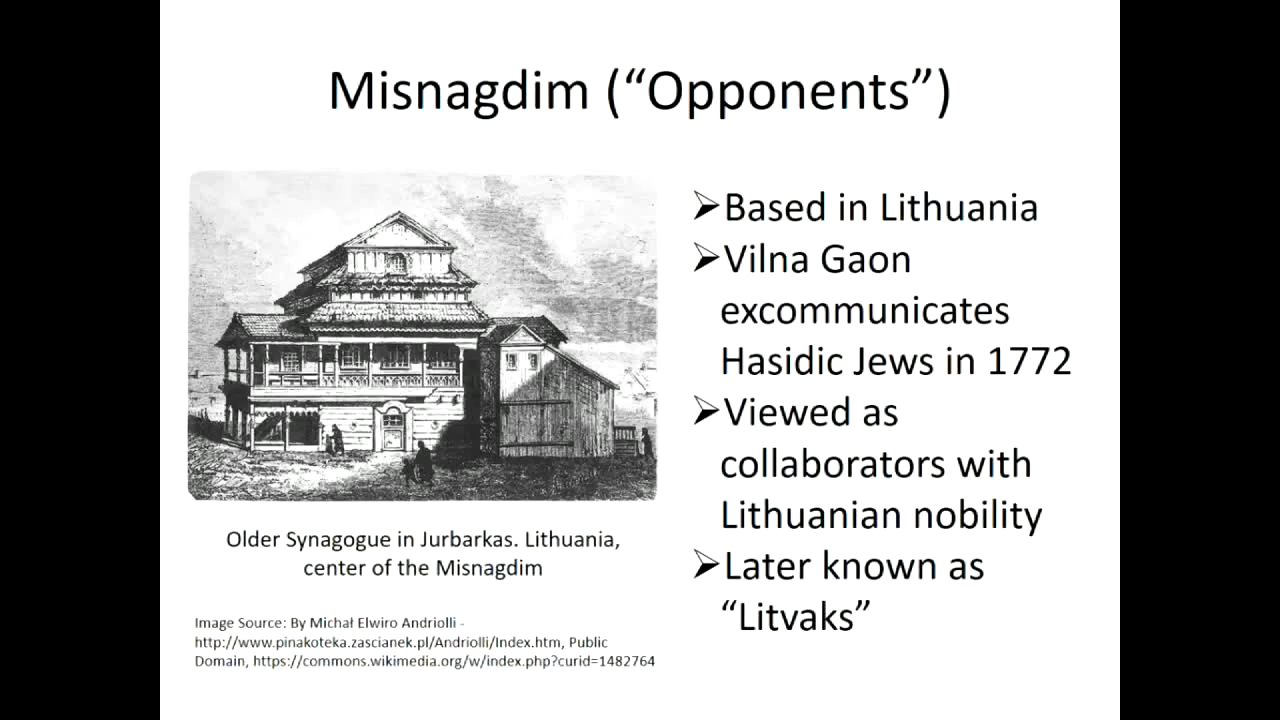 Misnagdim (“Opponents”)
➢Based in Lithuania
➢Vilna Gaon
excommunicates
Hasidic Jews in 1772
➢Viewed as
collaborators with
Lithuanian nobility
➢Later known as
“Litvaks”
Older Synagogue in Jurbarkas. Lithuania,
center of the Misnagdim
Image Source: By Michał Elwiro Andriolli -
http://www.pinakoteka.zascianek.pl/Andriolli/Index.htm, Public
Domain, https://commons.wikimedia.org/w/index.php?curid=1482764